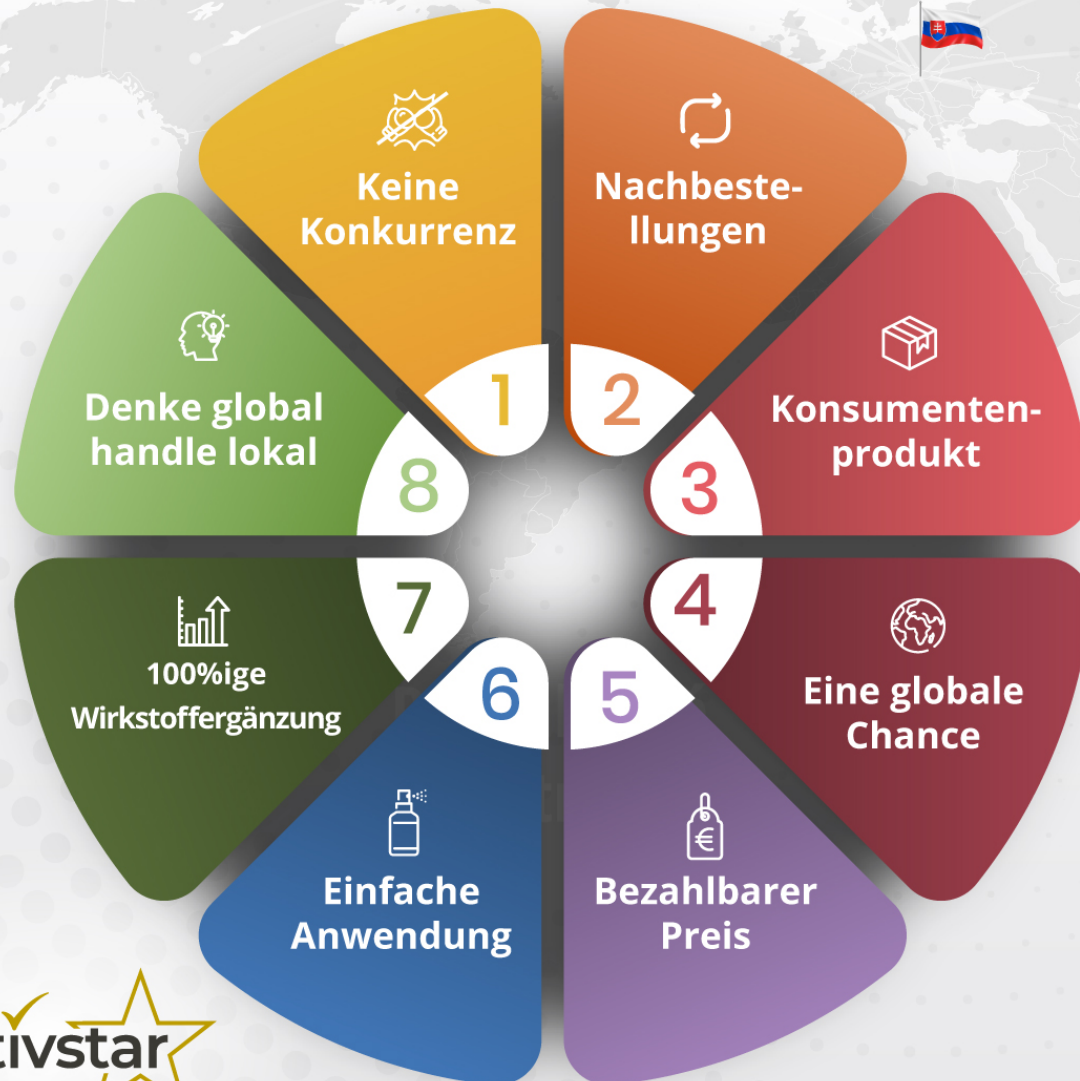 Keine
Konkurrenz
1
Nachbeste-
llungen
2
Konsumenten-
produkt
3
Eine globale
Chance
4
Bezahlbarer
Preis
5
Einfache
Anwendung
6
100%ige
Wirkstoffergänzung
7
Denke global
handle lokal
8
tivstar